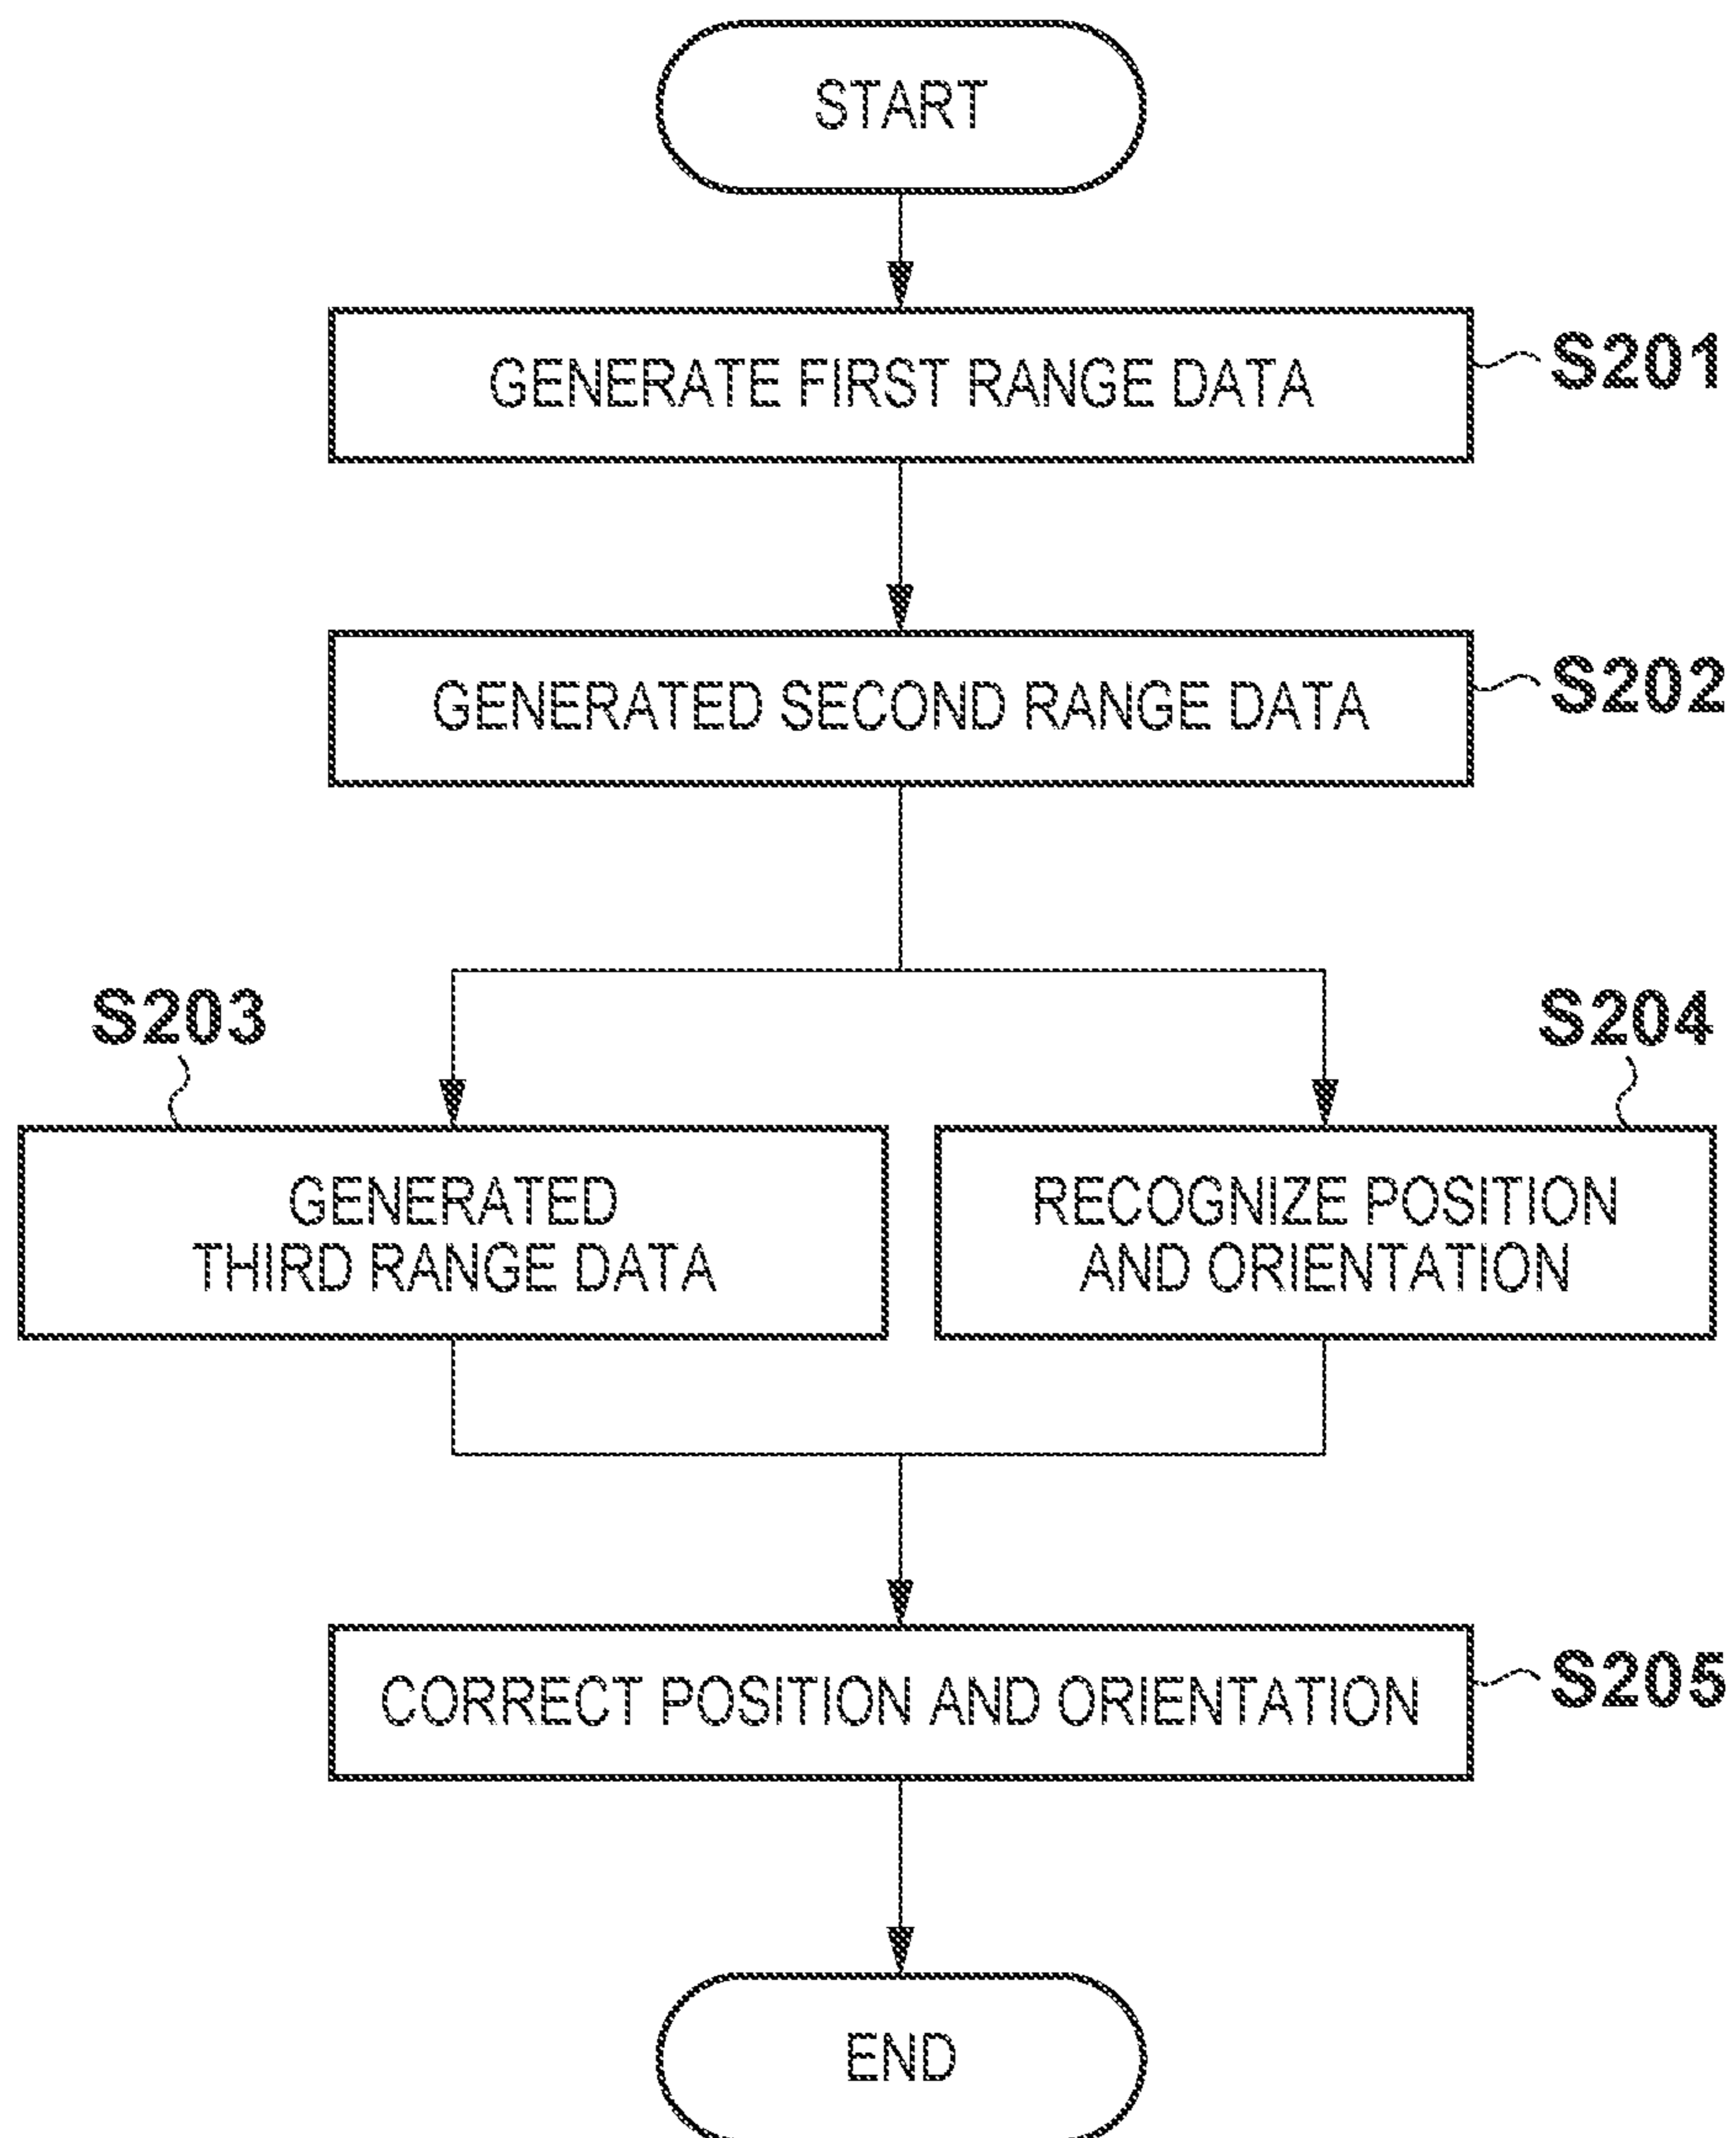 START
GENERATE FIRST RANGE DATA
S201
GENERATED SECOND RANGE DATA
S202
S203
S204
GENERATED
THIRD RANGE DATA
RECOGNIZE POSITION
AND ORIENTATION
CORRECT POSITION AND ORIENTATION
S205
END